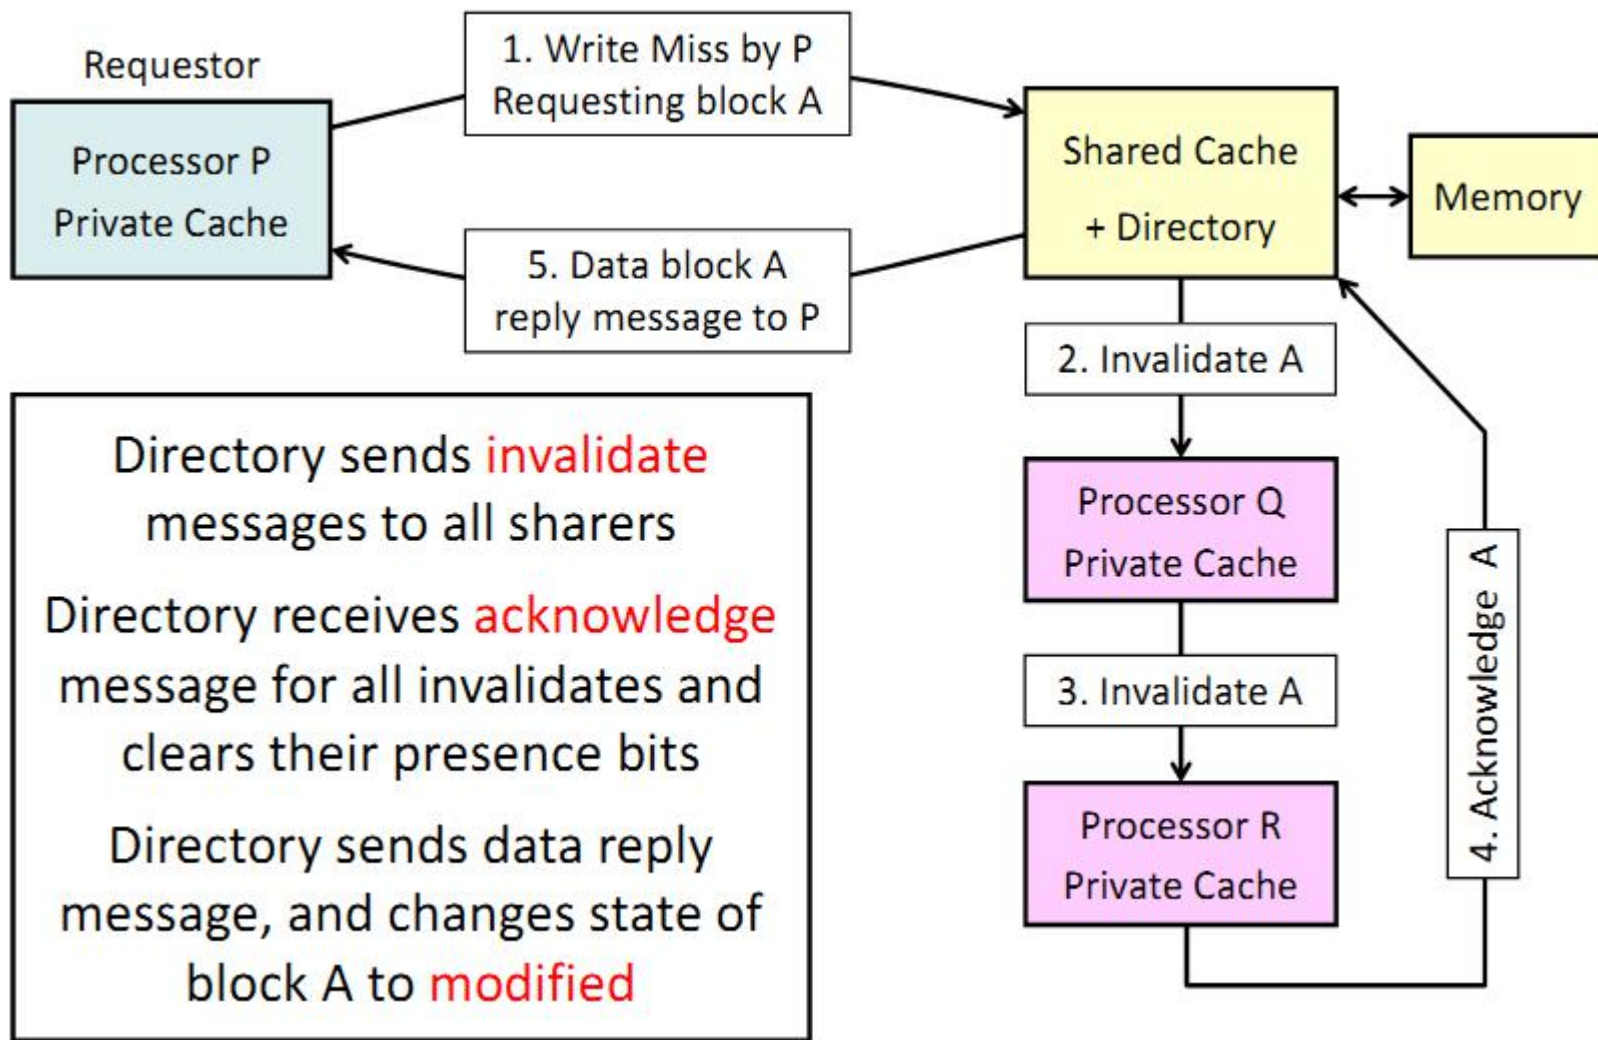 Requestor
Processor P
Private Cache
1. Write Miss by P
Requesting block A
Shared Cache
+ Directory
Memory
5. Data block A
reply message to P
2. Invalidate A
Processor Q
Private Cache
3. Invalidate A
Processor R
Private Cache
4. Acknowledge A
Directory sends invalidate
messages to all sharers
Directory receives acknowledge
message for all invalidates and
clears their presence bits
Directory sends data reply
message, and changes state of
block A to modified